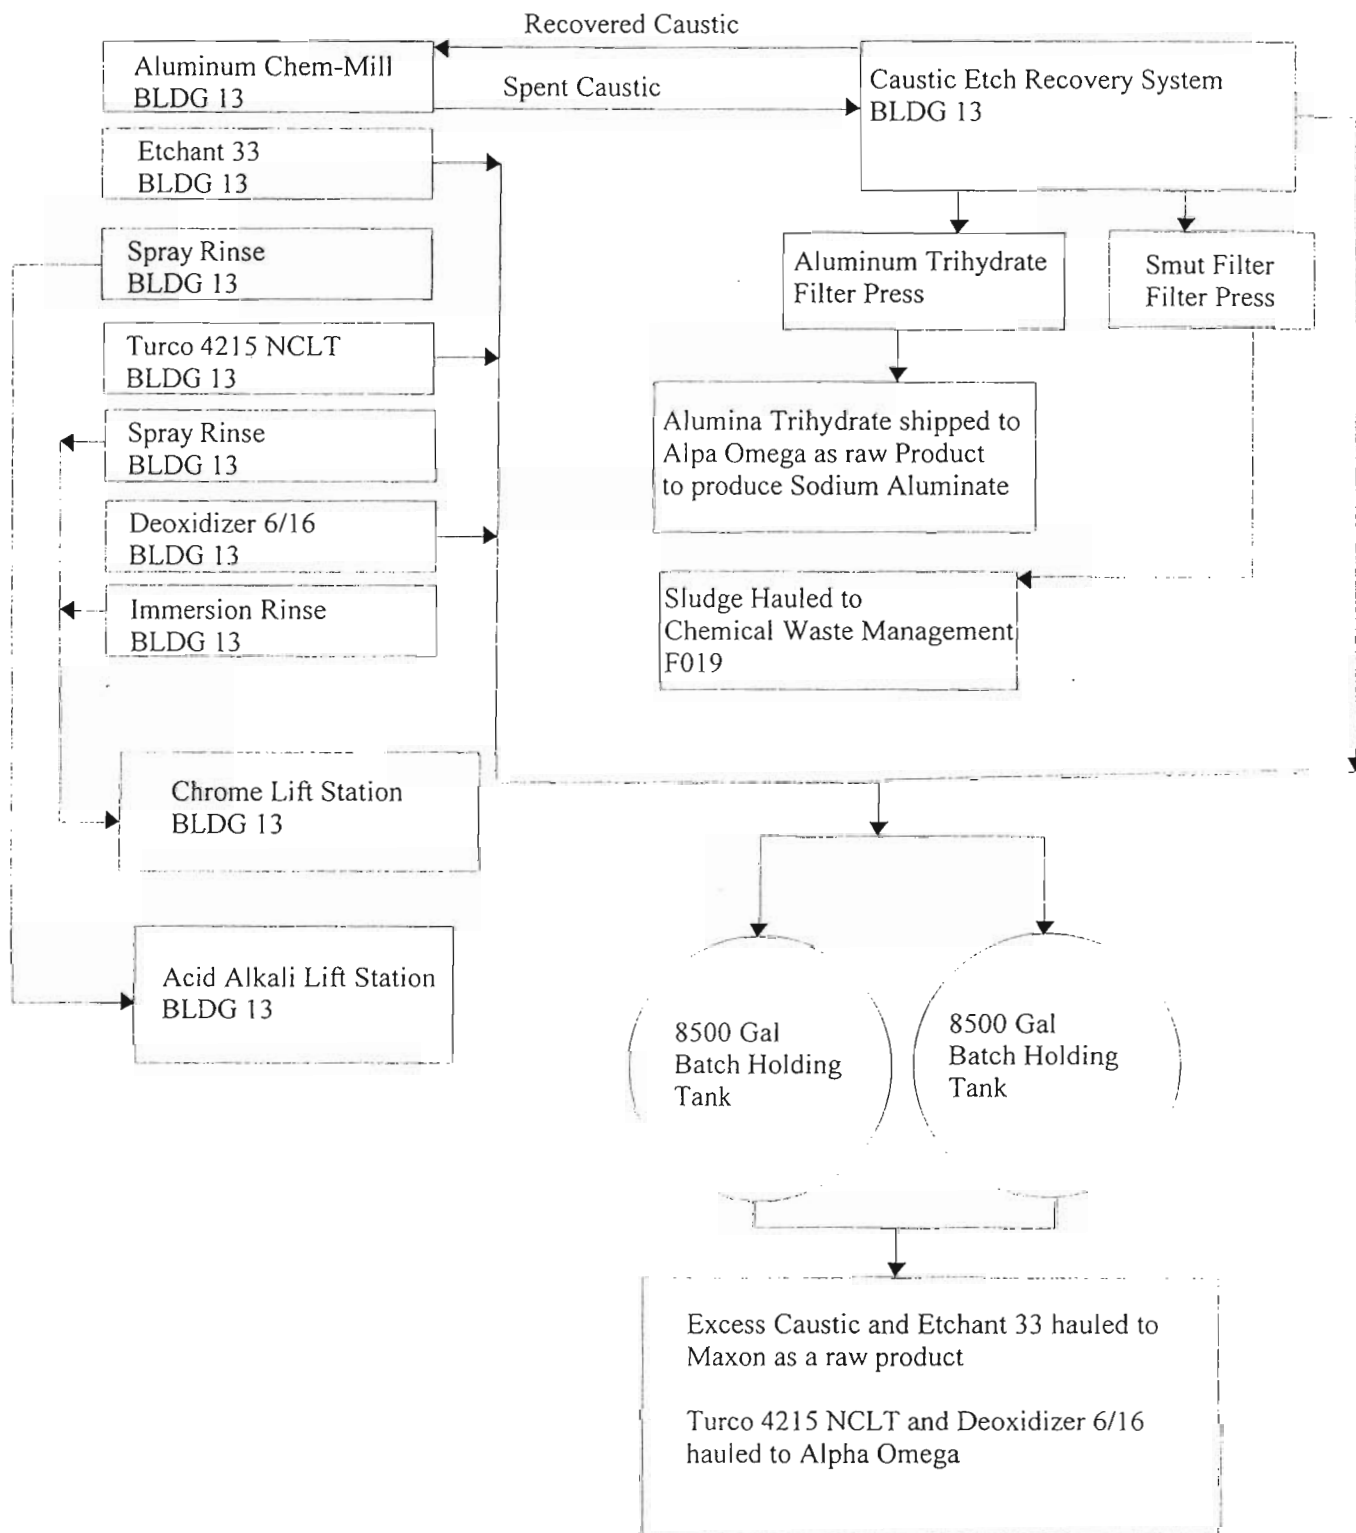 Recovered Caustic
Aluminum Chem-Mill
BLDG 13
Spent Caustic
Caustic Etch Recovery System
BLDG 13
Etchant 33
BLDG 13
Spray Rinse
BLDG 13
Aluminum Trihydrate
Filter Press
Smut Filter
Filter Press
Turco 4215 NCLT
BLDG 13
Spray Rinse
BLDG 13
Alumina Trihydrate shipped to
Alpa Omega as raw Product
to produce Sodium Aluminate
Deoxidizer 6/16
BLDG 13
Immersion Rinse
BLDG 13
Sludge Hauled to
Chemical Waste Management
F019
Chrome Lift Station
BLDG 13
Acid Alkali Lift Station
BLDG 13
8500 Gal
Batch Holding
Tank
8500 Gal
Batch Holding
Tank
Excess Caustic and Etchant 33 hauled to
Maxon as a raw product
Turco 4215 NCLT and Deoxidizer 6/16
hauled to Alpha Omega